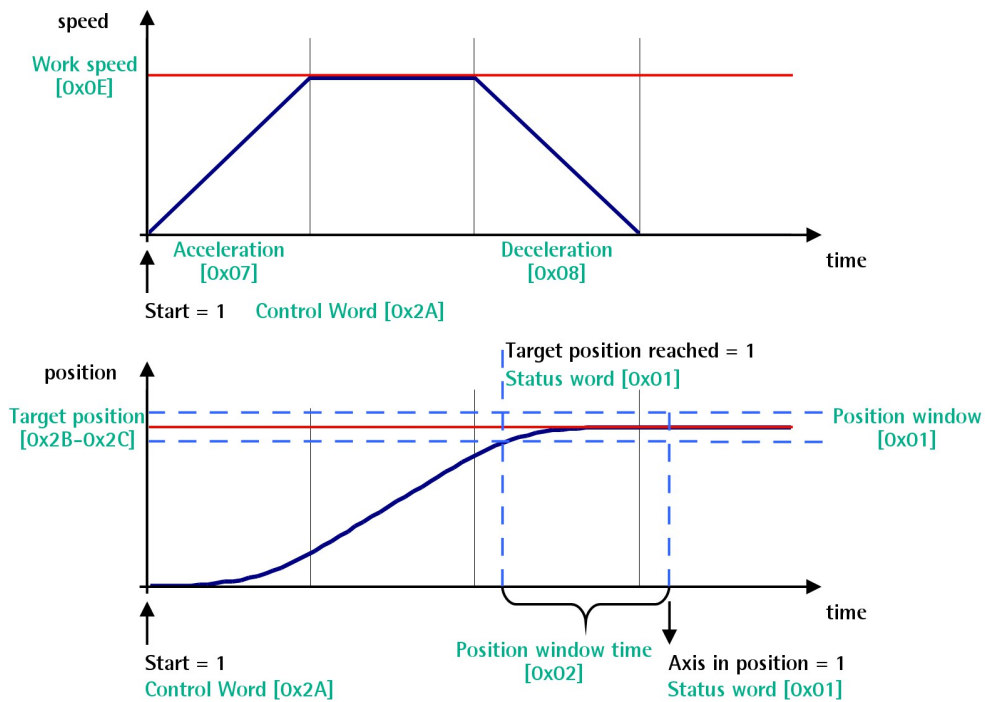 speed
Work speed
[0x0E]
Acceleration
[0x07]
Deceleration
[0x08]
time
Start = 1 Control Word [0x2A]
Target position reached = 1
Status word [0x01]
position
Target position
[0x2B-0x2C]
Position window
[0x01]
time
Position window time
[0x02]
Start = 1
Control Word [0x2A]
Axis in position = 1
Status word [0x01]